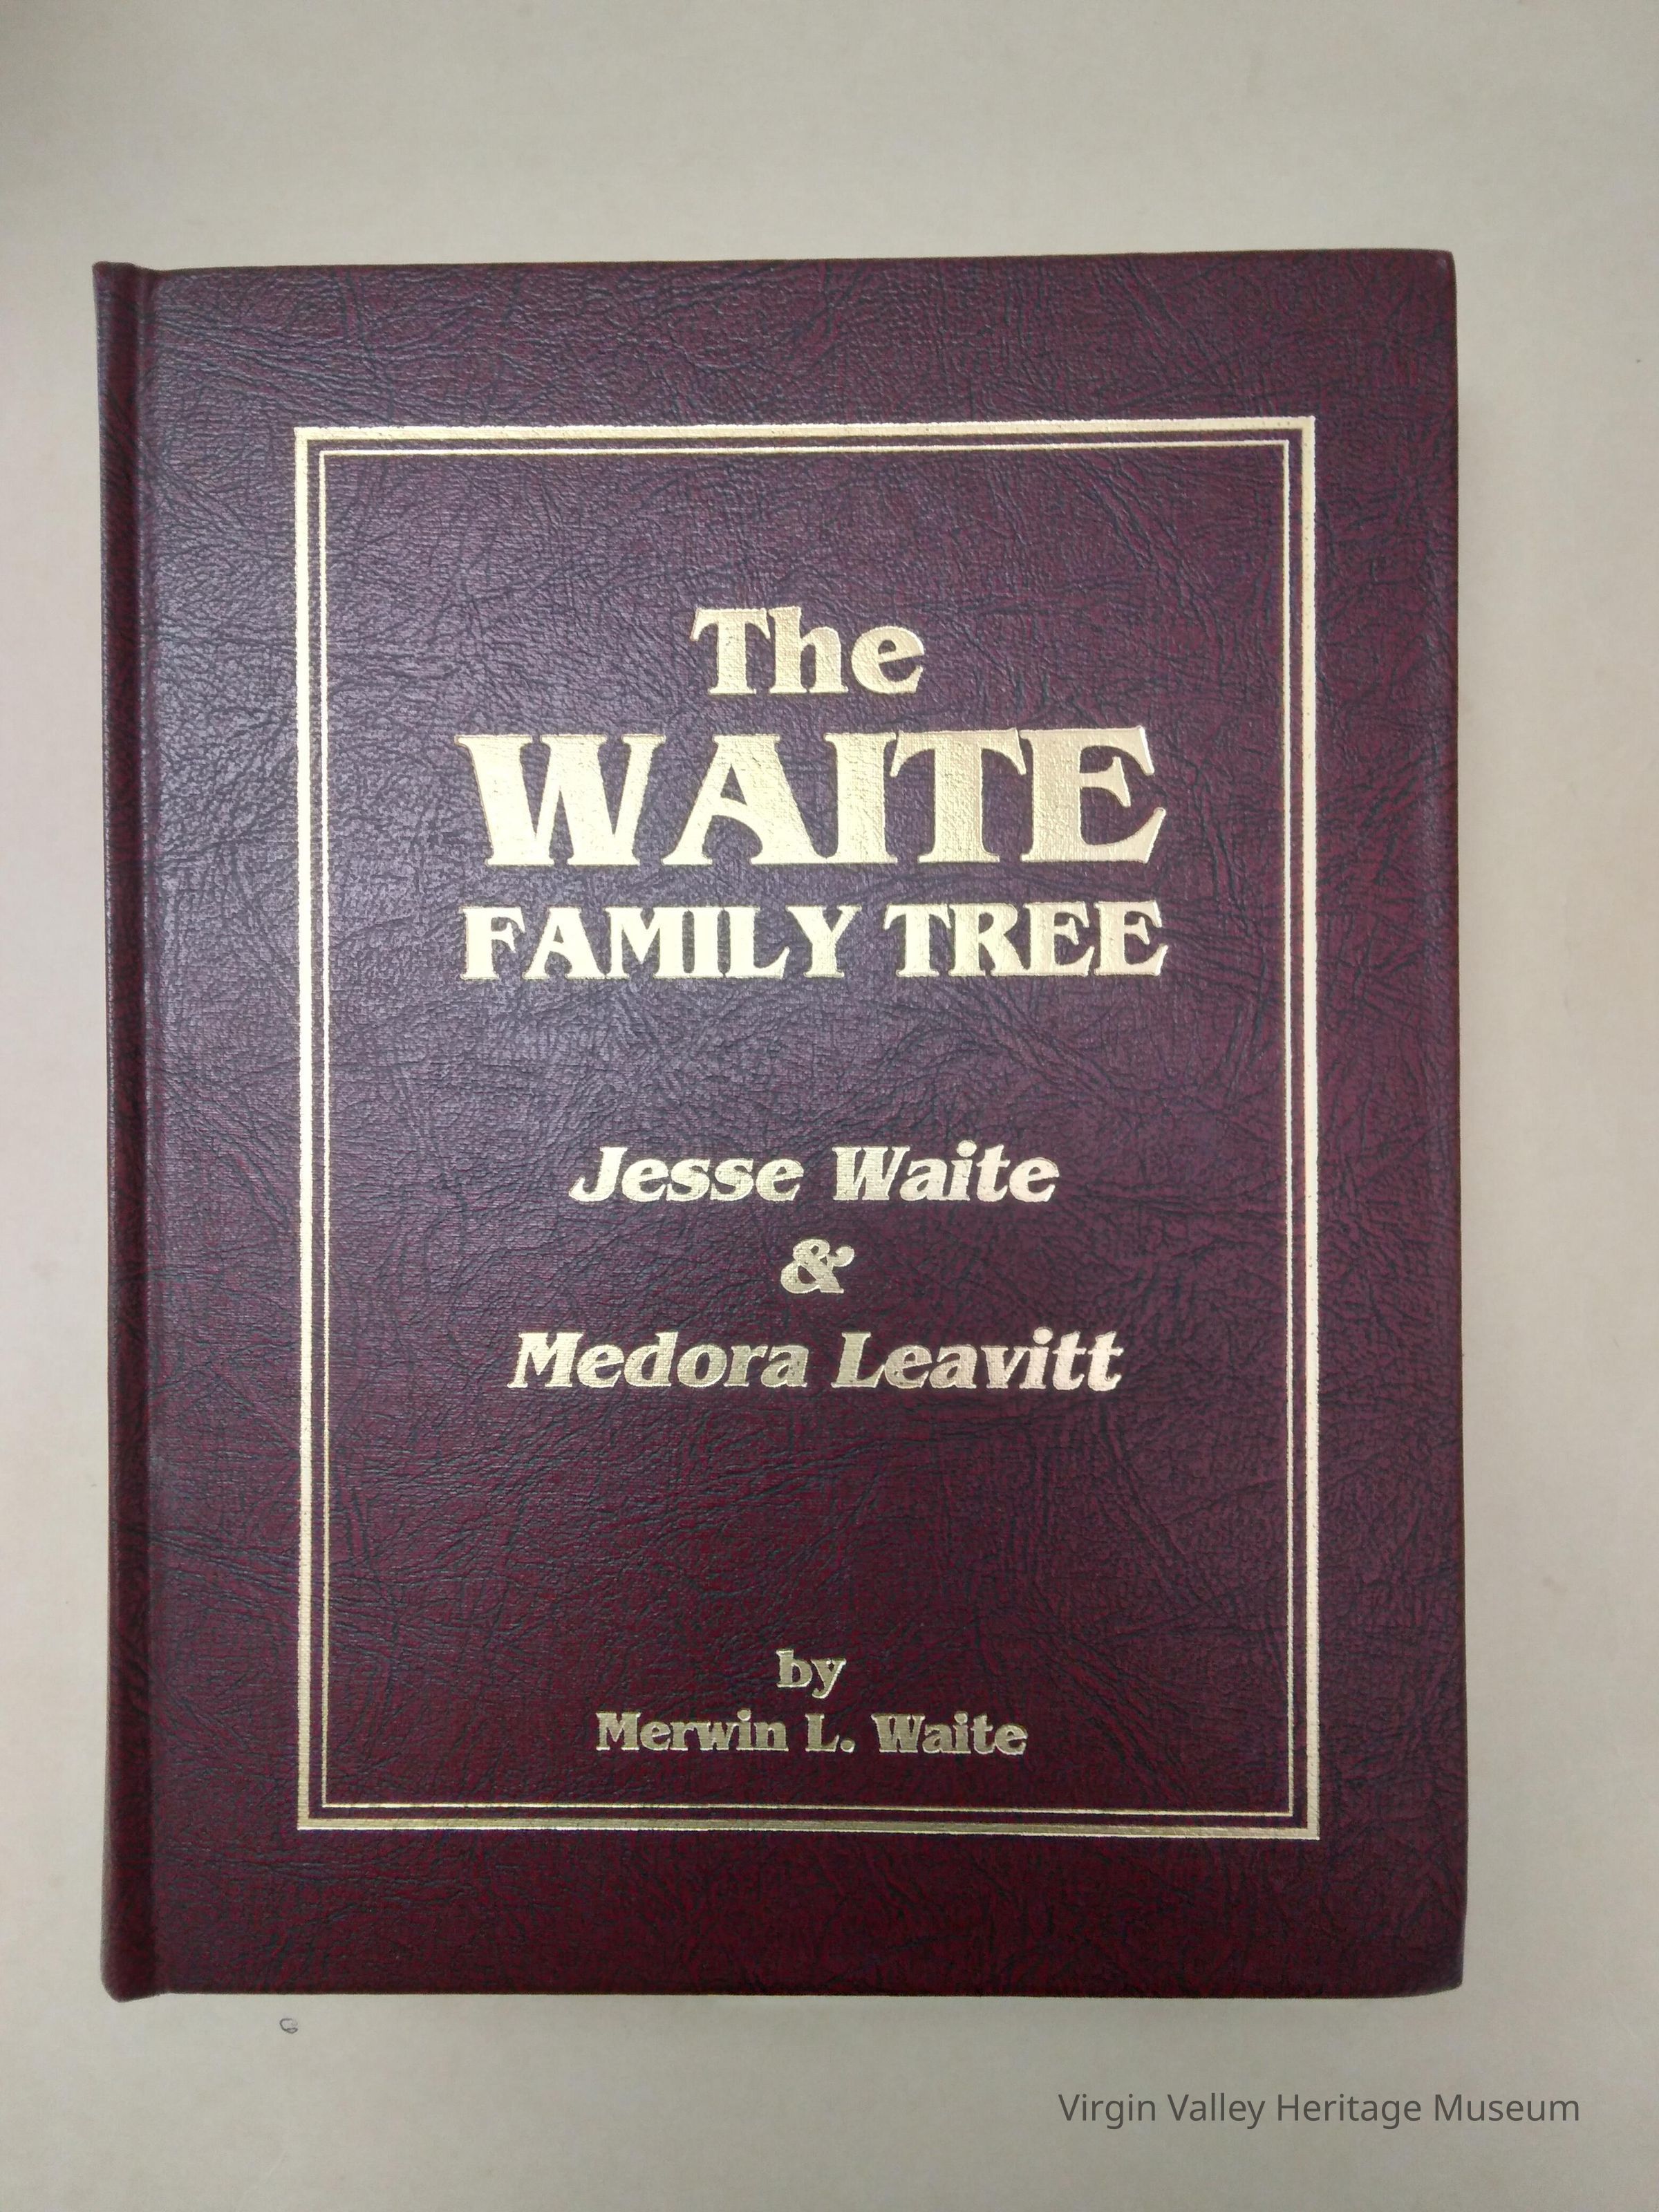 The
WAITE
FAMILY TREE
Jesse Waite
&
Medora Leavitt
by
Merwin L. Waite
Virgin Valley Heritage Museum